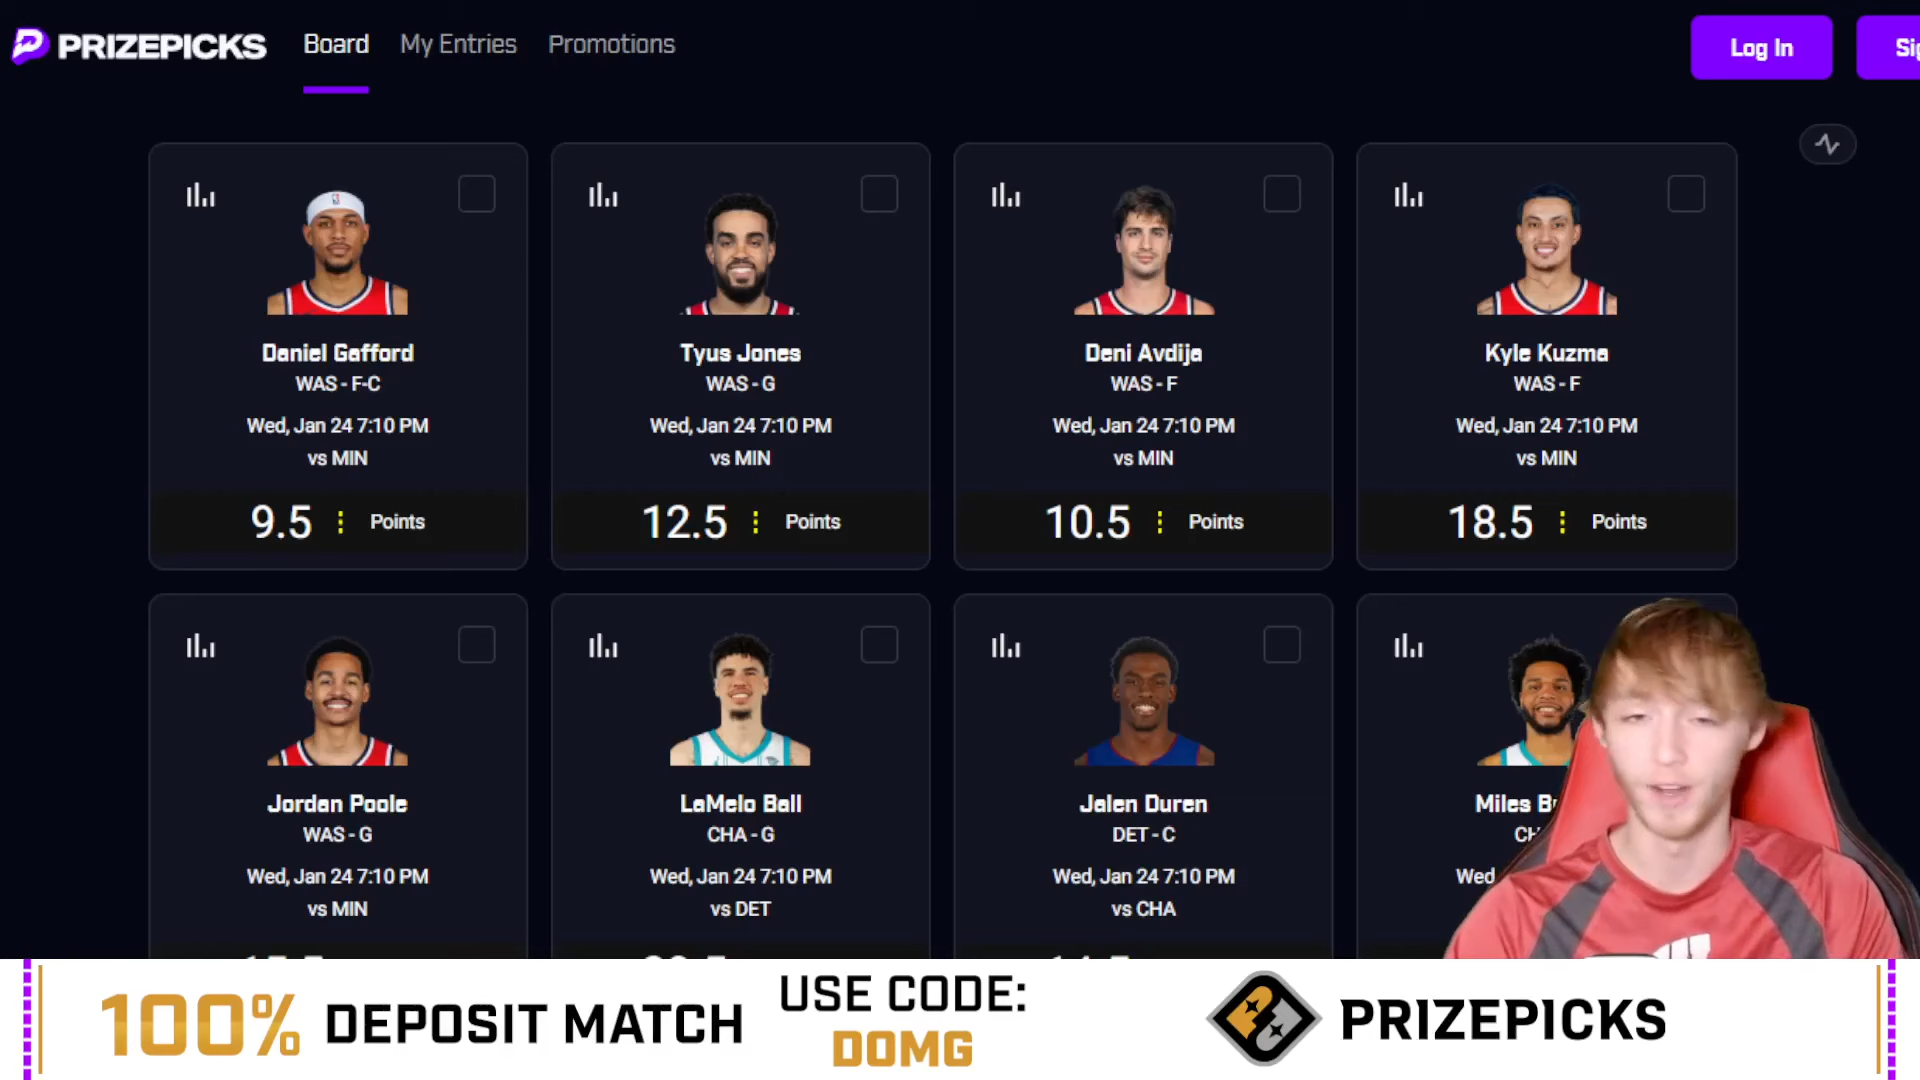 PRIZEPICKS Board My Entries Promotions Log In
Daniel Gafford
WAS - F-C
Wed, Jan 24 7:10 PM
vs MIN
9.5 Points
Tyus Jones
WAS - G
Wed, Jan 24 7:10 PM
vs MIN
12.5 Points
Deni Avdija
WAS - F
Wed, Jan 24 7:10 PM
vs MIN
10.5 Points
Kyle Kuzma
WAS - F
Wed, Jan 24 7:10 PM
vs MIN
18.5 Points
Jordan Poole
WAS - G
Wed, Jan 24 7:10 PM
vs MIN
LaMelo Ball
CHA - G
Wed, Jan 24 7:10 PM
vs DET
Jalen Duren
DET - C
Wed, Jan 24 7:10 PM
vs CHA
Miles
Wed
100% DEPOSIT MATCH
USE CODE:
DOMG
PRIZEPICKS